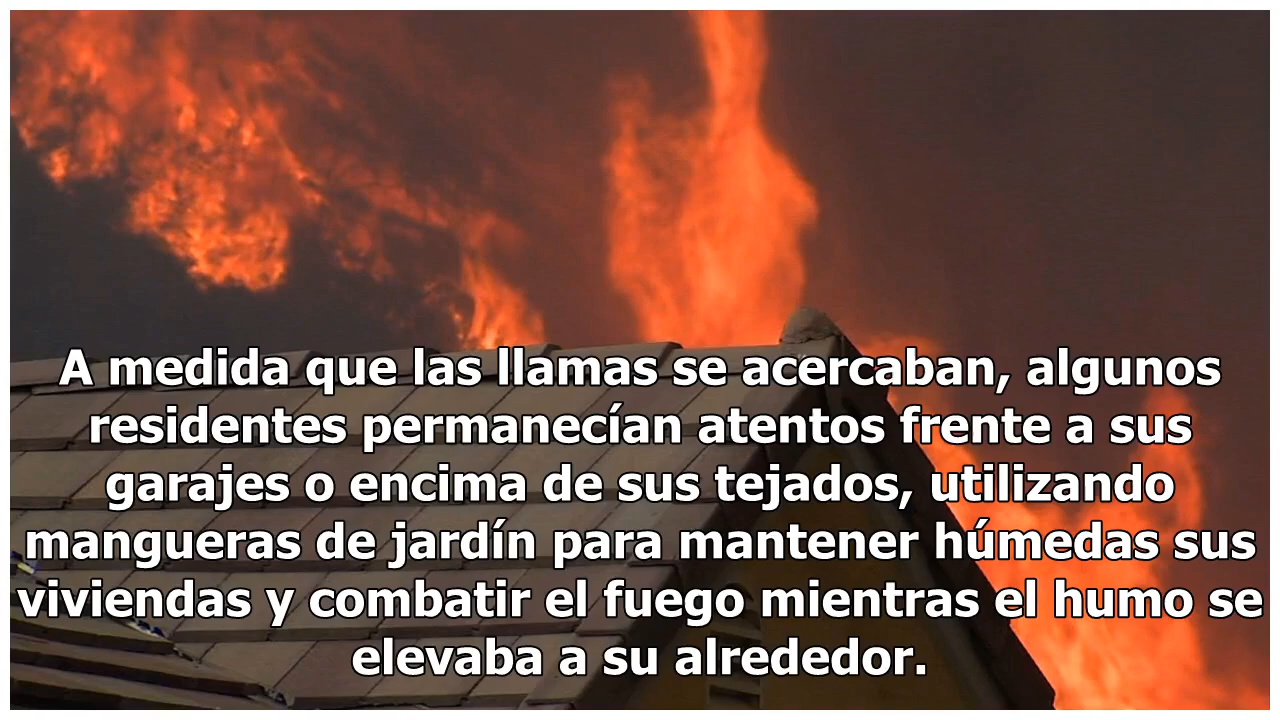 A medida que las llamas se acercaban, algunos
residentes permanecían atentos frente a sus
garajes o encima de sus tejados, utilizando
mangueras de jardín para mantener húmedas sus
viviendas y combatir el fuego mientras el humo se
elevaba a su alrededor.